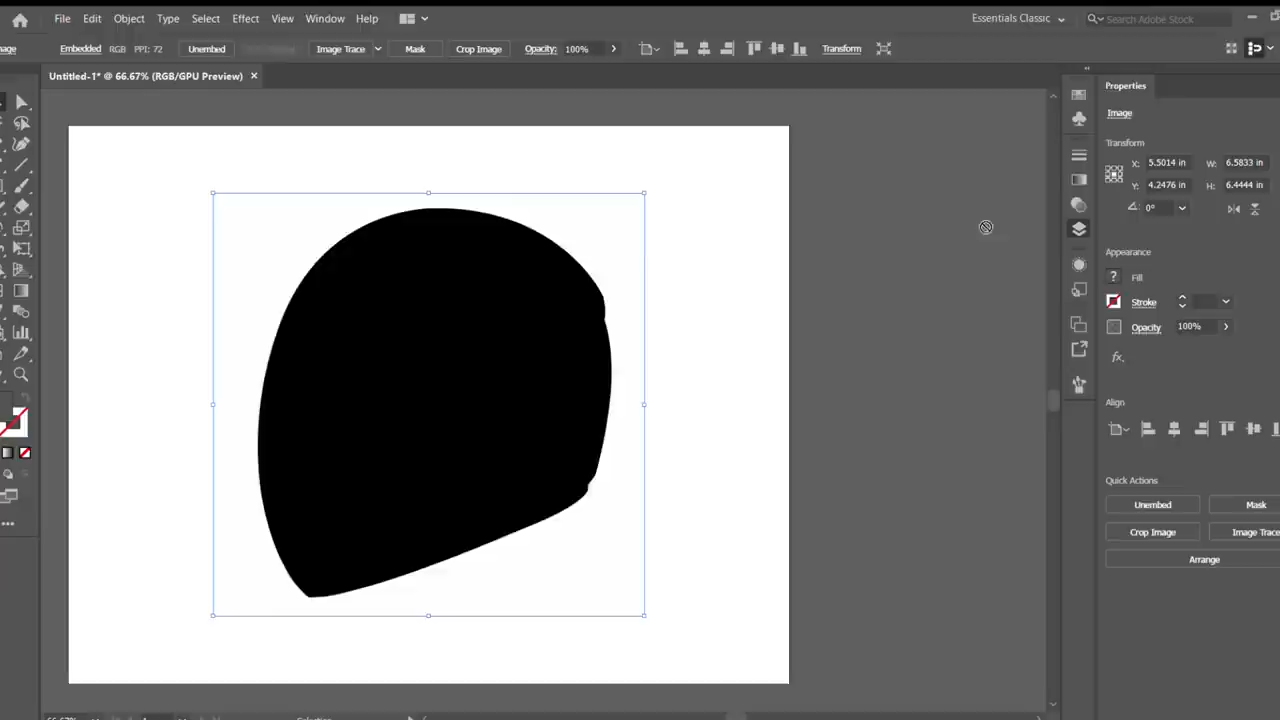 File Edit Object Type Select Effect View Window Help
Essentials Classic
Search Adobe Stock
Embedded RGB PPI: 72 Unembed Image Trace Mask Crop Image Opacity: 100% Transform
Untitled-1* @ 66.67% (RGB/GPU Preview) ×
Properties
Image
Transform
X: 5.5014 in W: 6.5833 in
Y: 4.2476 in H: 6.4444 in
0°
Appearance
? Fill
Stroke
Opacity 100%
fx.
Align
Quick Actions
Unembed Mask
Crop Image Image Trace
Arrange